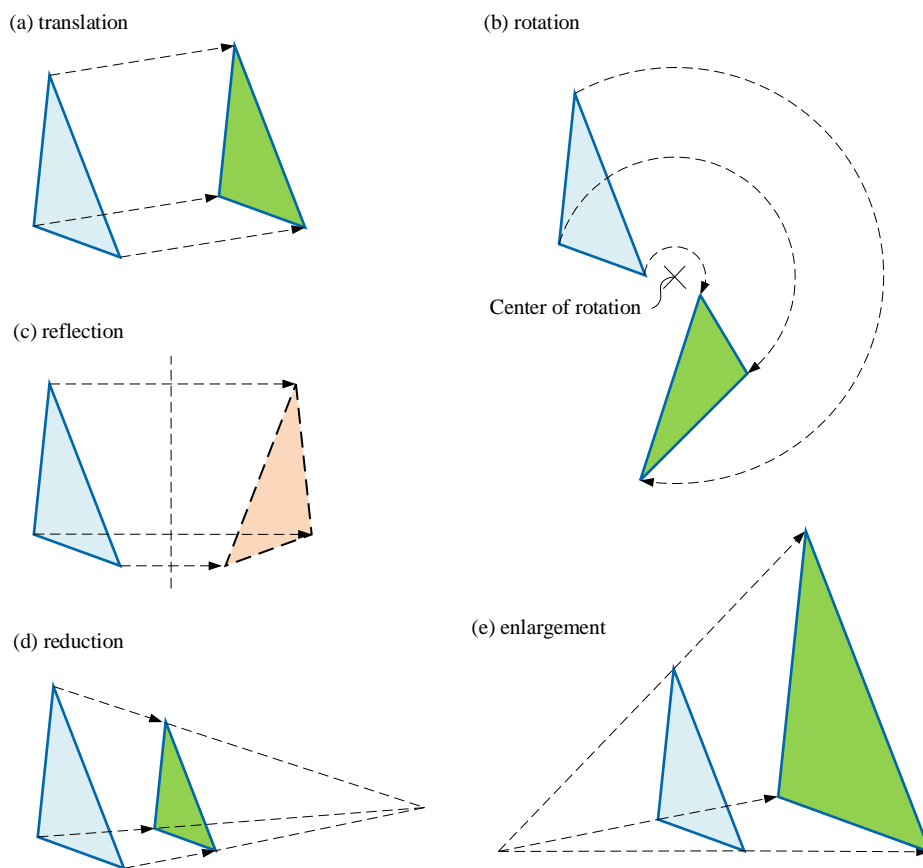 (a) translation
(b) rotation
Center of rotation
(c) reflection
(d) reduction
(e) enlargement